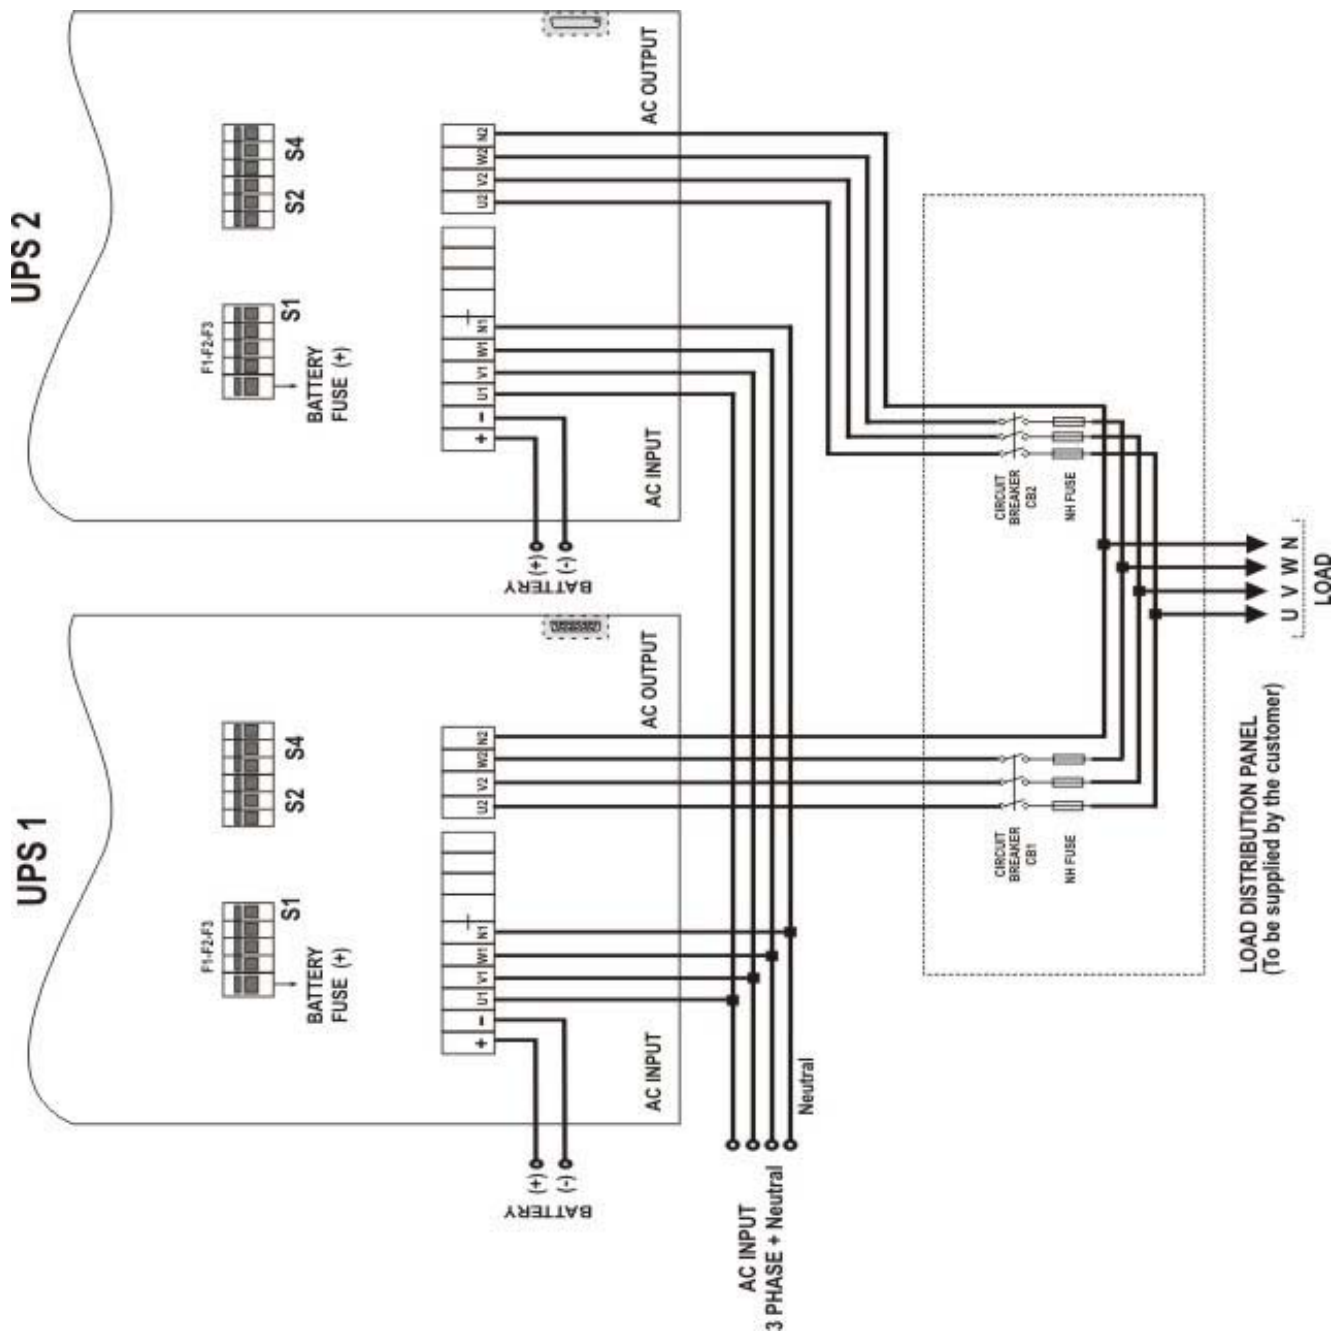 UPS 1
F1-F2-F3
S1
S2
S4
BATTERY
FUSE (+)
+
-
U1
V1
W1
N1
U2
V2
W2
N2
AC INPUT
AC OUTPUT
(+)
(-)
BATTERY
UPS 2
F1-F2-F3
S1
S2
S4
BATTERY
FUSE (+)
+
-
U1
V1
W1
N1
U2
V2
W2
N2
AC INPUT
AC OUTPUT
(+)
(-)
BATTERY
AC INPUT
3 PHASE + Neutral
Neutral
CIRCUIT
BREAKER
CB1
NH FUSE
CIRCUIT
BREAKER
CB2
NH FUSE
LOAD DISTRIBUTION PANEL
(To be supplied by the customer)
U V W N
LOAD